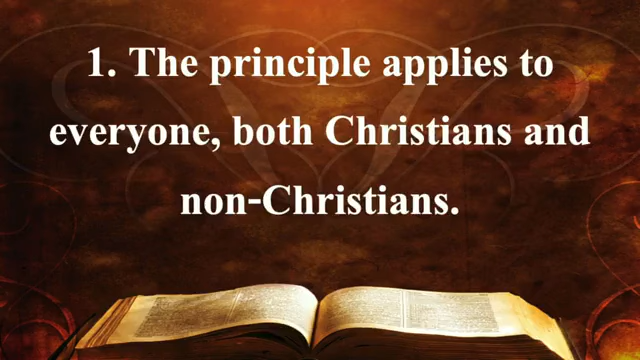 1. The principle applies to
everyone, both Christians and
non-Christians.